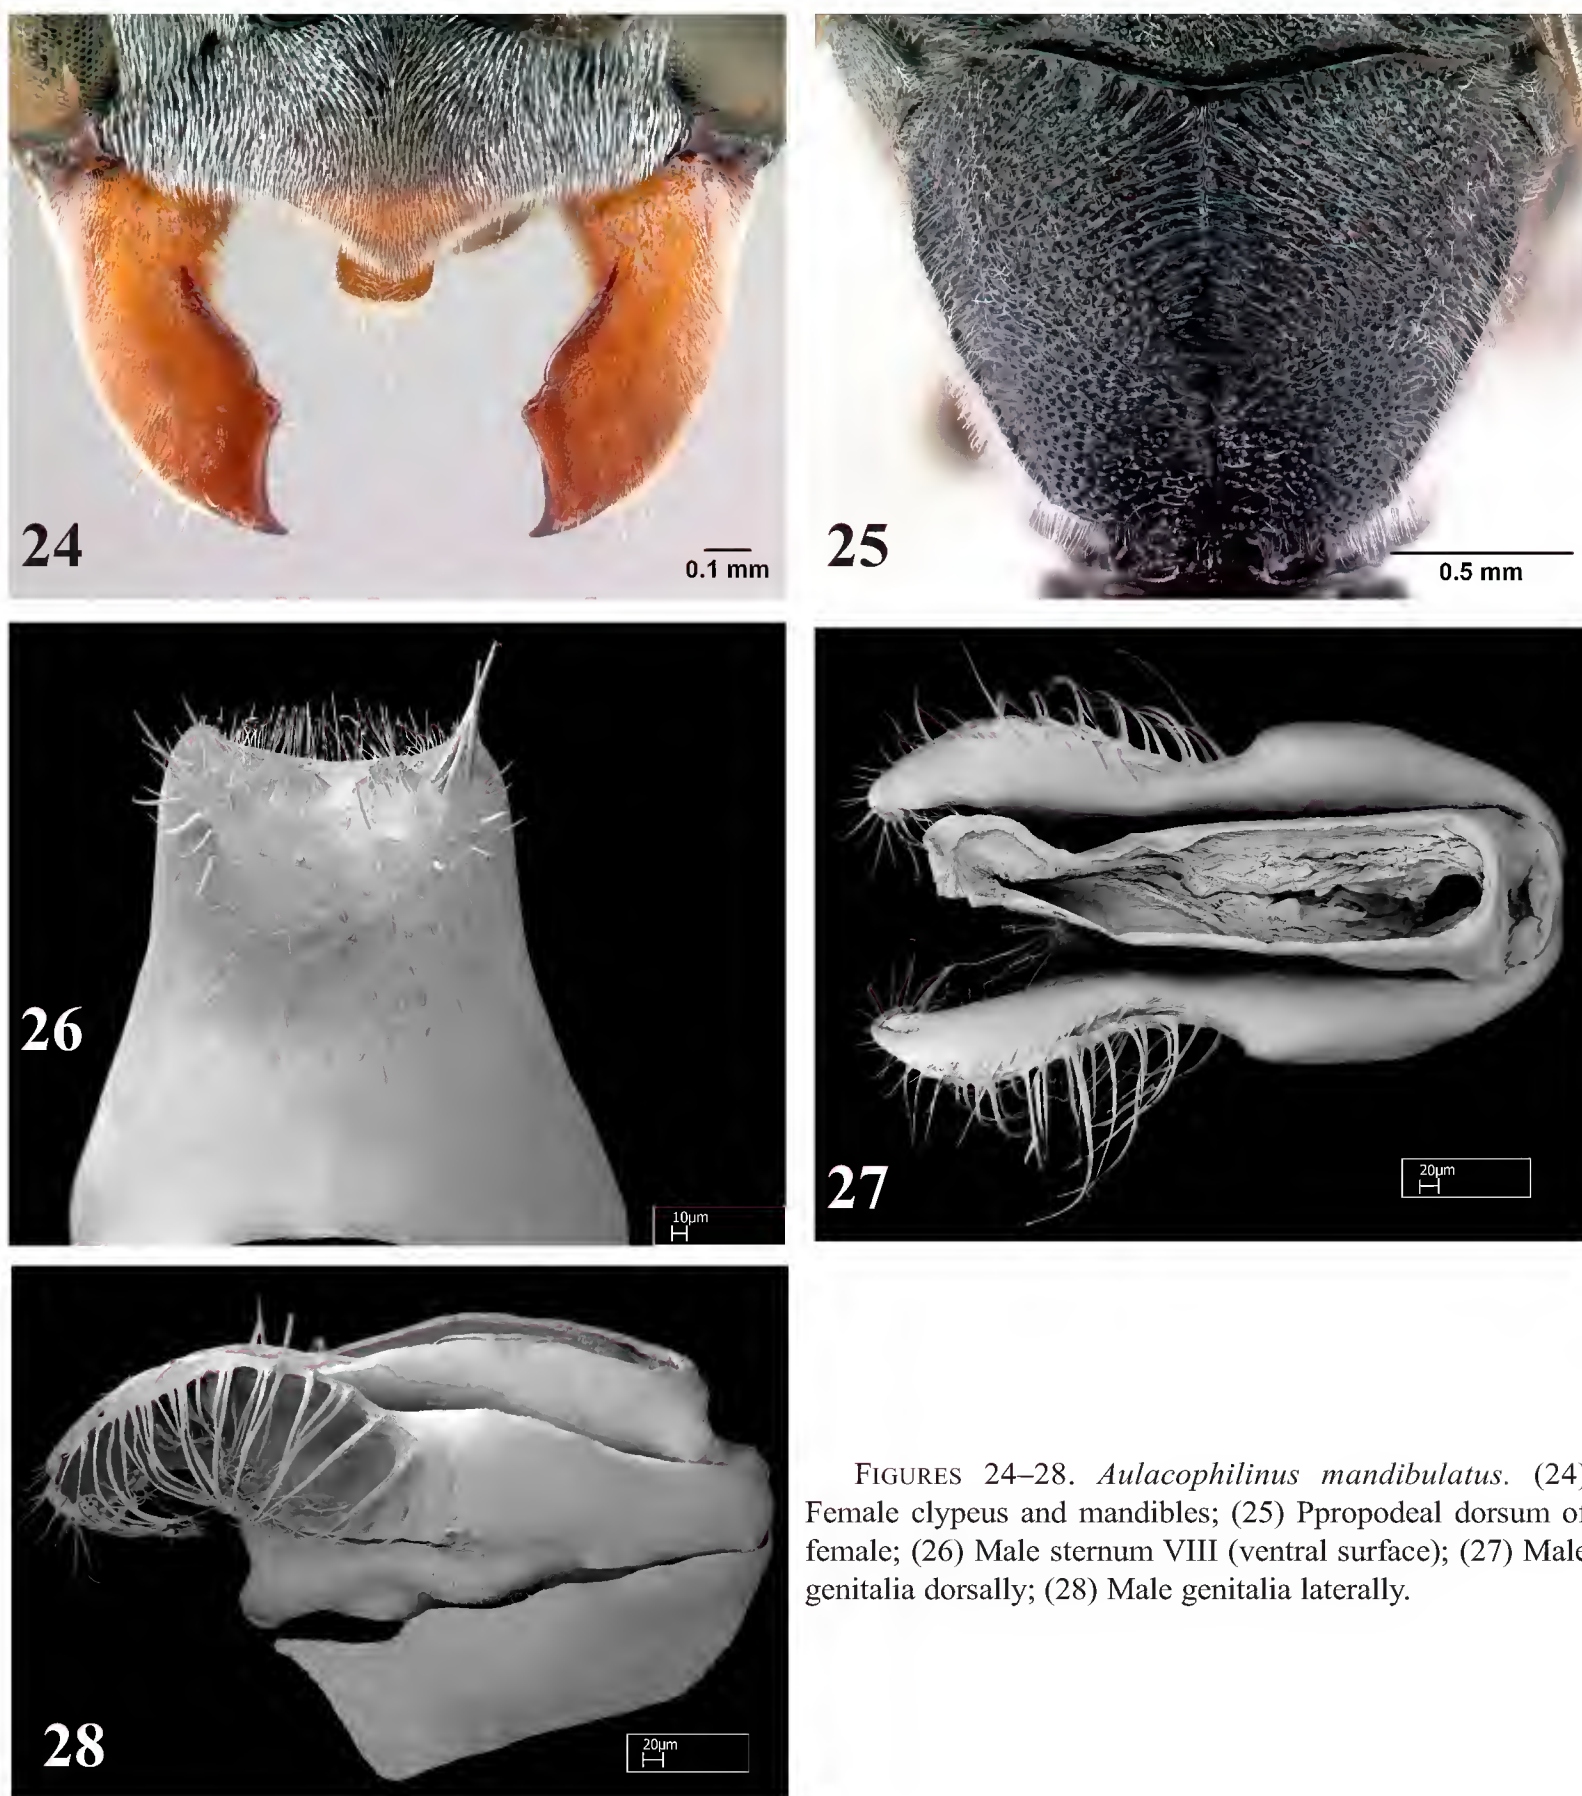 24
0.1 mm
25
0.5 mm
26
10µm
27
20µm
28
20µm
FIGURES 24–28. Aulacophilinus mandibulatus. (24)
Female clypeus and mandibles; (25) Ppropodeal dorsum of
female; (26) Male sternum VIII (ventral surface); (27) Male
genitalia dorsally; (28) Male genitalia laterally.